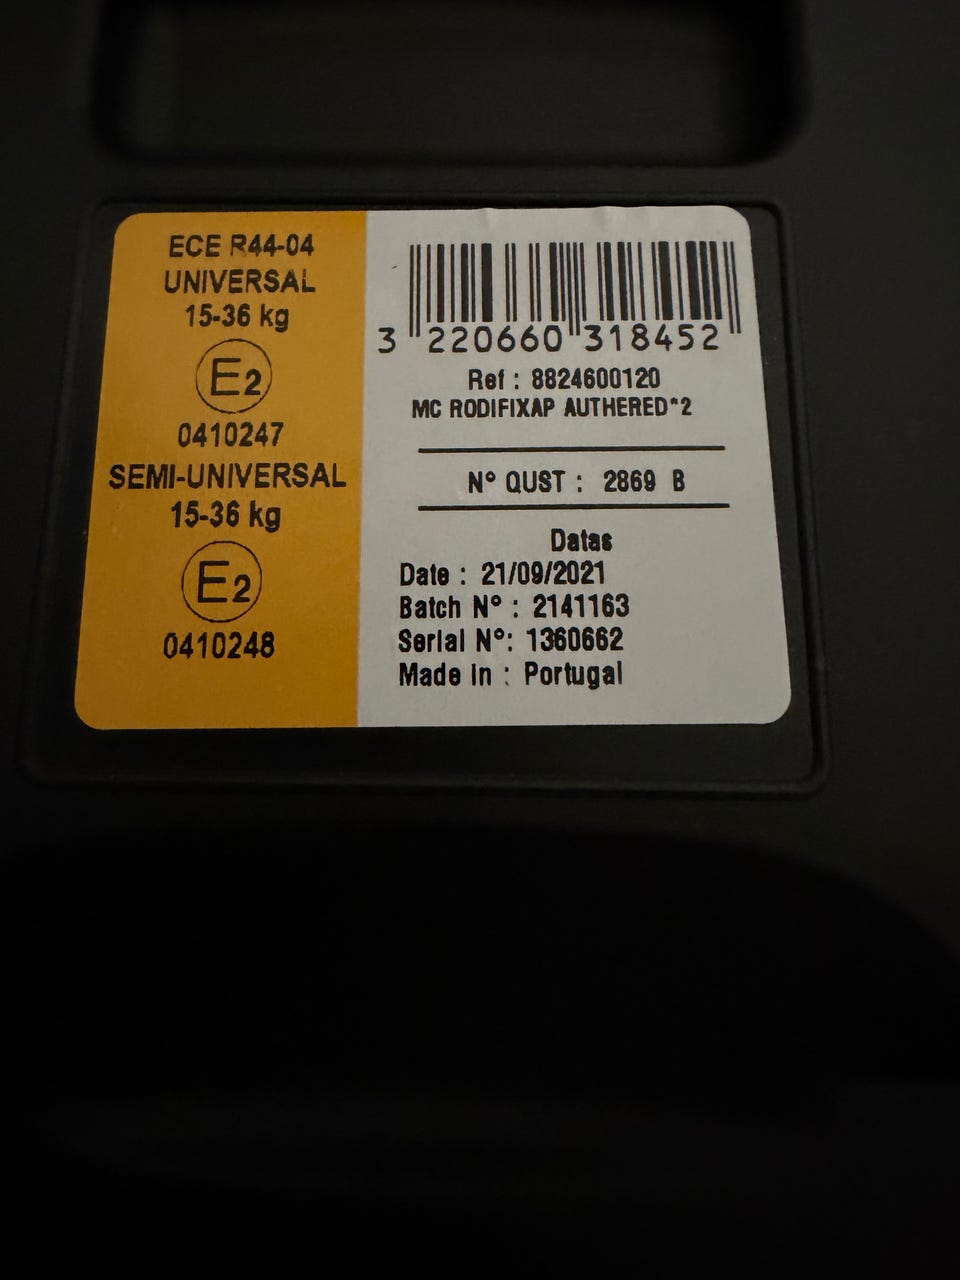 ECE R44-04
UNIVERSAL
15-36 kg
E2
0410247
SEMI-UNIVERSAL
15-36 kg
E2
0410248
3 220660 318452
Ref : 8824600120
MC RODIFIXAP AUTHERED*2
N° QUST : 2869 B
Datas
Date : 21/09/2021
Batch N° : 2141163
Serial N°: 1360662
Made in : Portugal